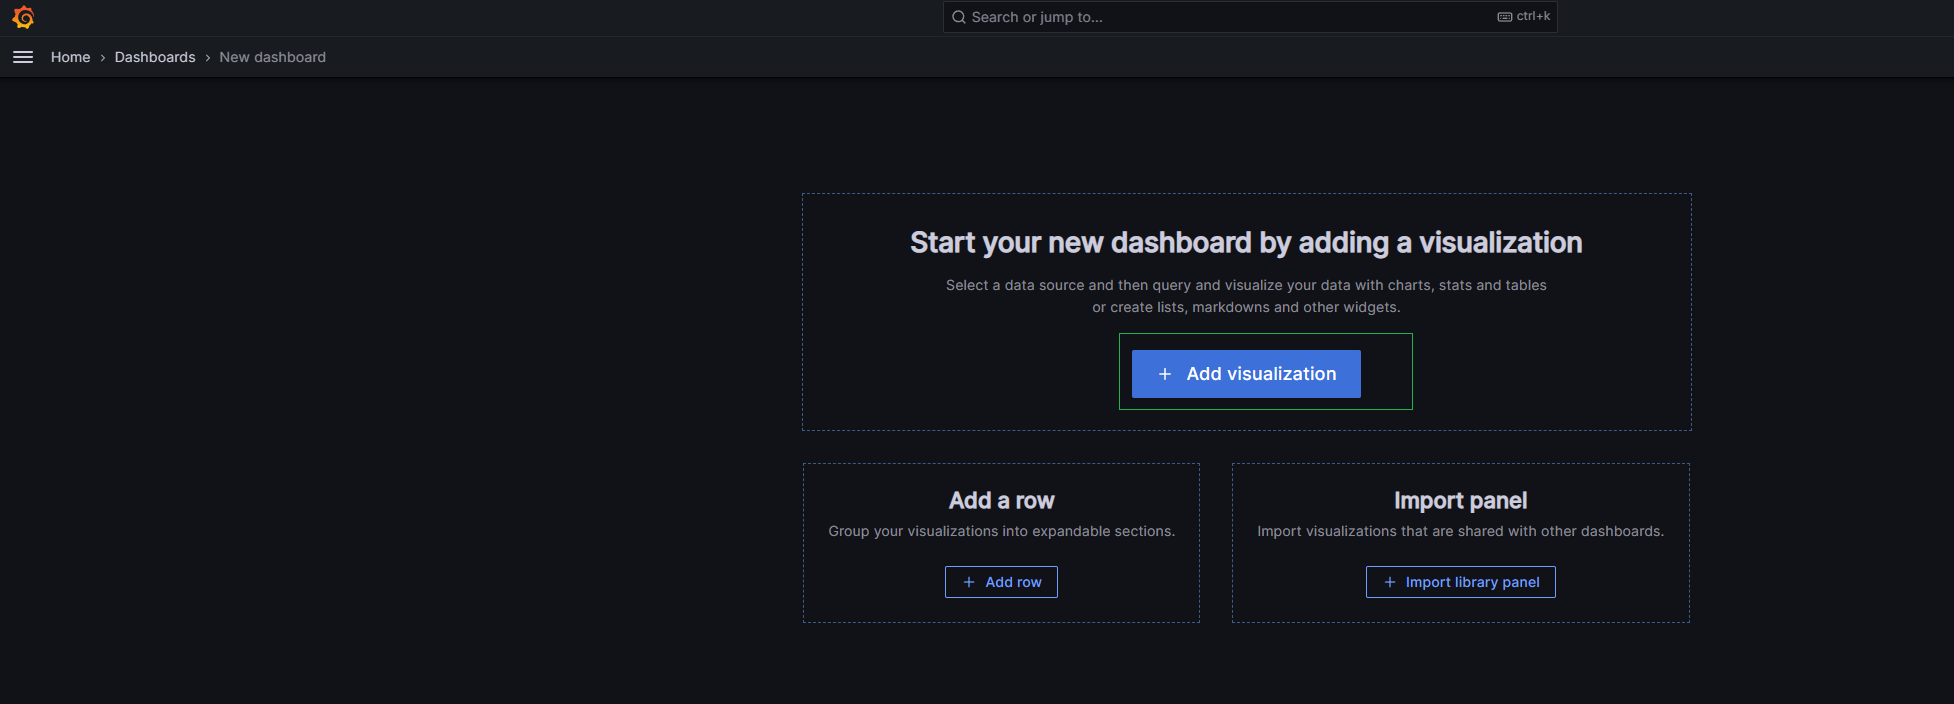 Search or jump to...
ctrl+k
Home › Dashboards › New dashboard
Start your new dashboard by adding a visualization
Select a data source and then query and visualize your data with charts, stats and tables
or create lists, markdowns and other widgets.
+ Add visualization
Add a row
Group your visualizations into expandable sections.
+ Add row
Import panel
Import visualizations that are shared with other dashboards.
+ Import library panel